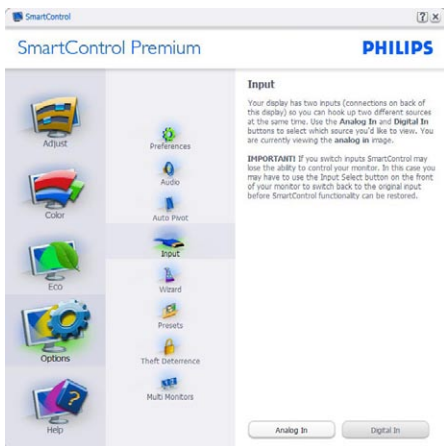 SmartControl
SmartControl Premium
PHILIPS
Adjust
Color
Eco
Options
Help
Preferences
Audio
Auto Pivot
Input
Wizard
Presets
Theft Deterrence
Multi Monitors
Input
Your display has two inputs (connections on back of
this display) so you can hook up two different sources
at the same time. Use the Analog In and Digital In
buttons to select which source you'd like to view. You
are currently viewing the analog in image.
IMPORTANT! If you switch inputs SmartControl may
lose the ability to control your monitor. In this case you
may have to use the Input Select button on the front
of your monitor to switch back to the original input
before SmartControl functionality can be restored.
Analog In
Digital In